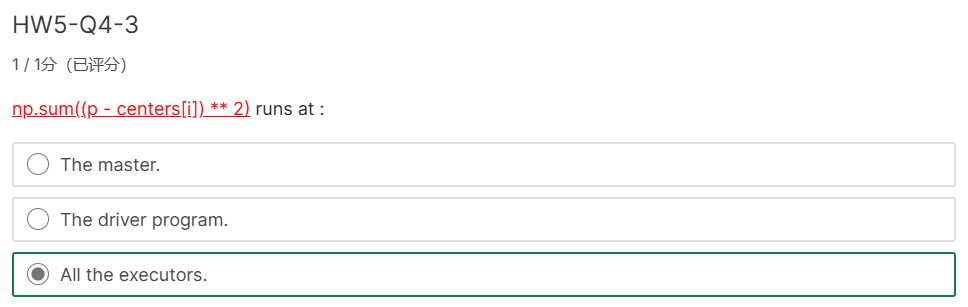 HW5-Q4-3
1 / 1分 (已评分)
np.sum((p - centers[i]) ** 2) runs at :
The master.
The driver program.
All the executors.